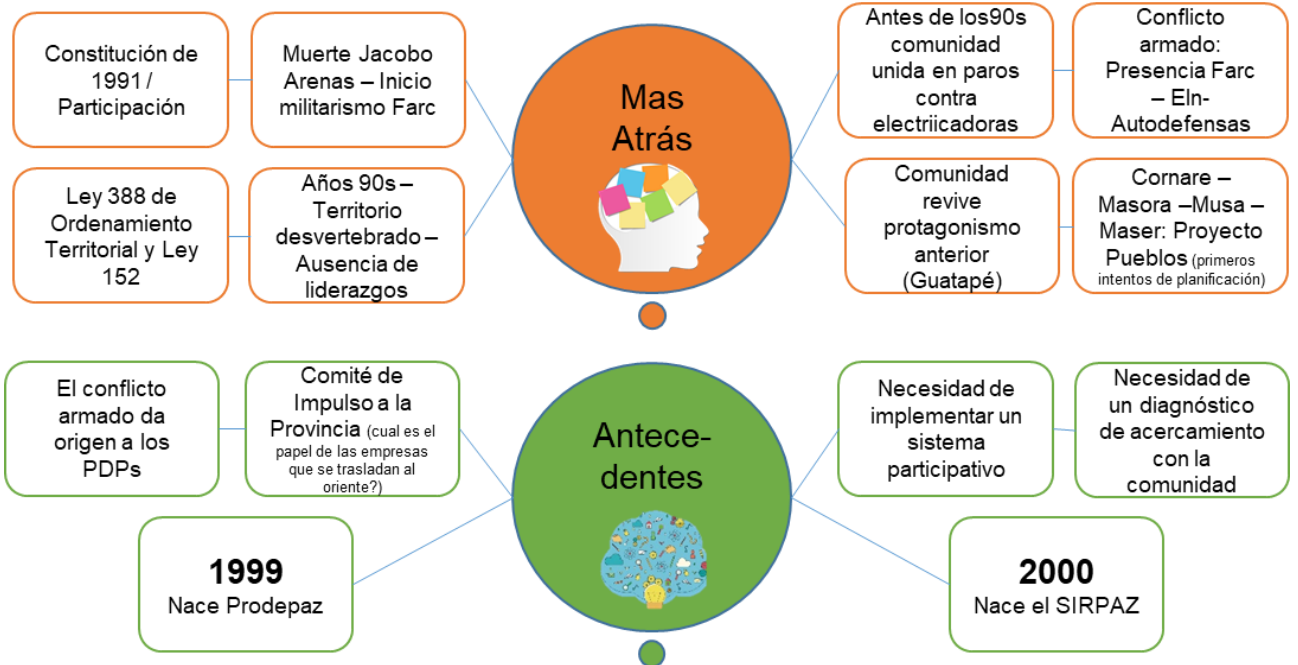 Constitución de
1991 /
Participación
Muerte Jacobo
Arenas – Inicio
militarismo Farc
Mas
Atrás
Antes de los90s
comunidad
unida en paros
contra
electriicadoras
Conflicto
armado:
Presencia Farc
– Eln-
Autodefensas
Ley 388 de
Ordenamiento
Territorial y Ley
152
Años 90s –
Territorio
desvertebrado –
Ausencia de
liderazgos
Comunidad
revive
protagonismo
anterior
(Guatapé)
Cornare –
Masora –Musa –
Maser: Proyecto
Pueblos (primeros
intentos de planificación)
El conflicto
armado da
origen a los
PDPs
Comité de
Impulso a la
Provincia (cual es el
papel de las empresas
que se trasladan al
oriente?)
Antece-
dentes
Necesidad de
implementar un
sistema
participativo
Necesidad de
un diagnóstico
de acercamiento
con la
comunidad
1999
Nace Prodepaz
2000
Nace el SIRPAZ